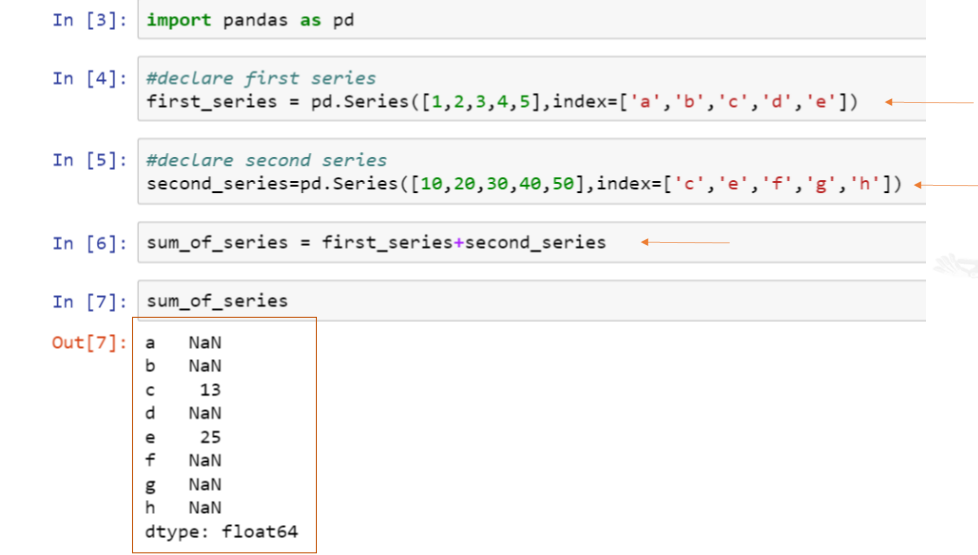 In [3]: import pandas as pd
In [4]: #declare first series
first_series = pd.Series([1,2,3,4,5],index=['a','b','c','d','e'])
In [5]: #declare second series
second_series=pd.Series([10,20,30,40,50],index=['c','e','f','g','h'])
In [6]: sum_of_series = first_series+second_series
In [7]: sum_of_series
Out[7]: a NaN
b NaN
c 13
d NaN
e 25
f NaN
g NaN
h NaN
dtype: float64